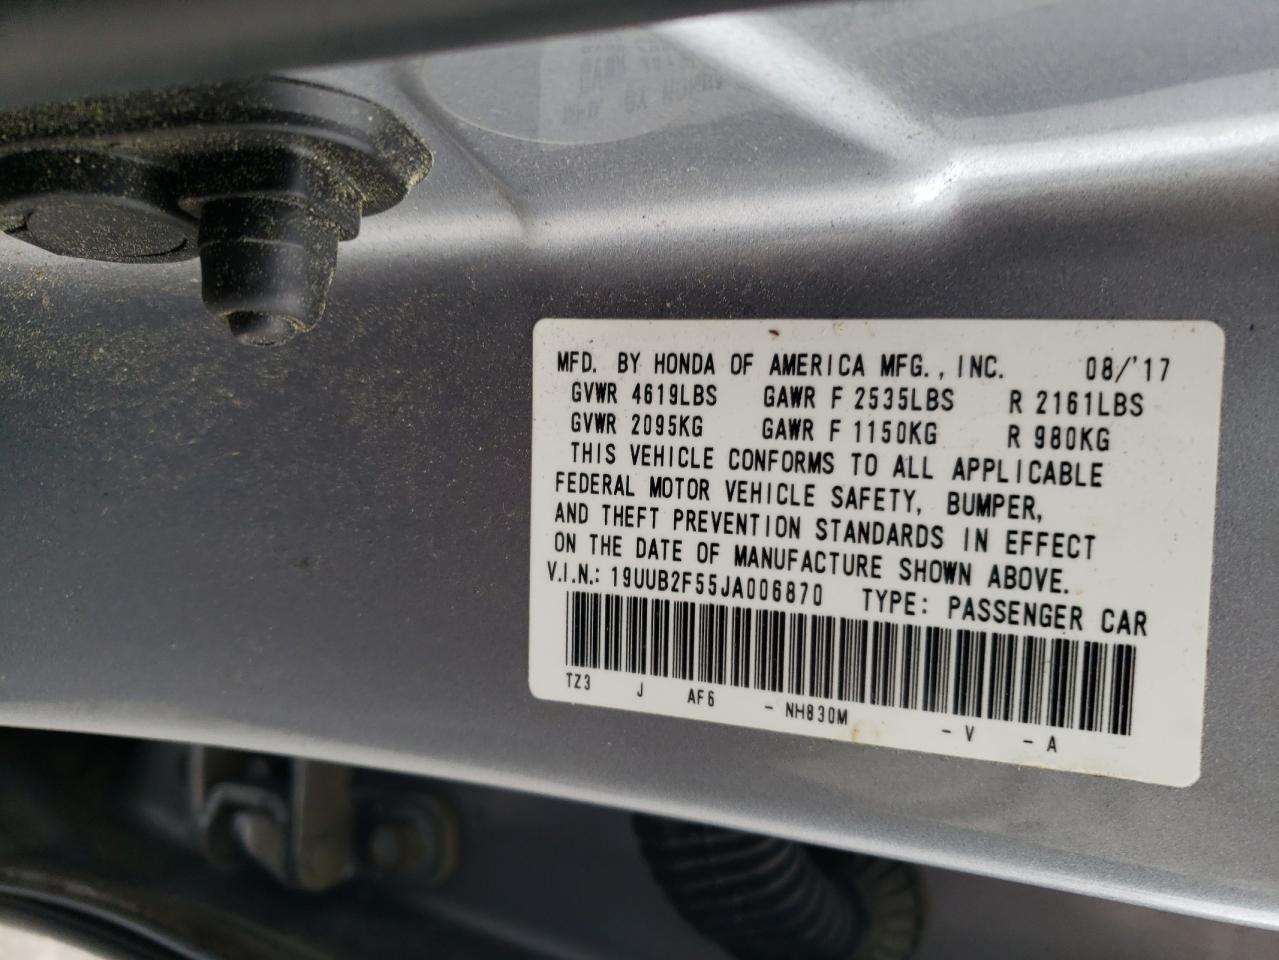 MFD. BY HONDA OF AMERICA MFG., INC. 08/'17
GVWR 4619LBS GAWR F 2535LBS R 2161LBS
GVWR 2095KG GAWR F 1150KG R 980KG
THIS VEHICLE CONFORMS TO ALL APPLICABLE
FEDERAL MOTOR VEHICLE SAFETY, BUMPER,
AND THEFT PREVENTION STANDARDS IN EFFECT
ON THE DATE OF MANUFACTURE SHOWN ABOVE.
V.I.N.: 19UUB2F55JA006870 TYPE: PASSENGER CAR
TZ3 J AF6 - NH830M - V - A